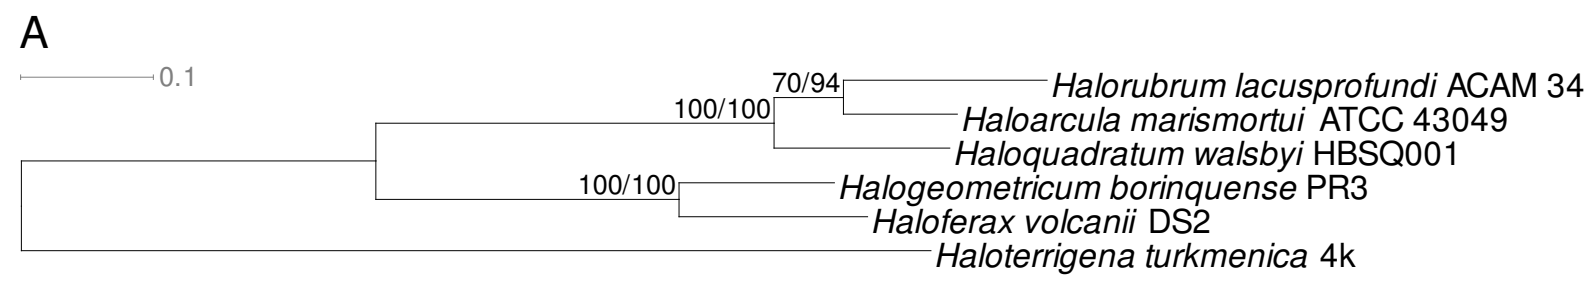 A
0.1
70/94
Halorubrum lacusprofundi ACAM 34
100/100
Haloarcula marismortui ATCC 43049
Haloquadratum walsbyi HBSQ001
100/100
Halogeometricum borinquense PR3
Haloferax volcanii DS2
Haloterrigena turkmenica 4k